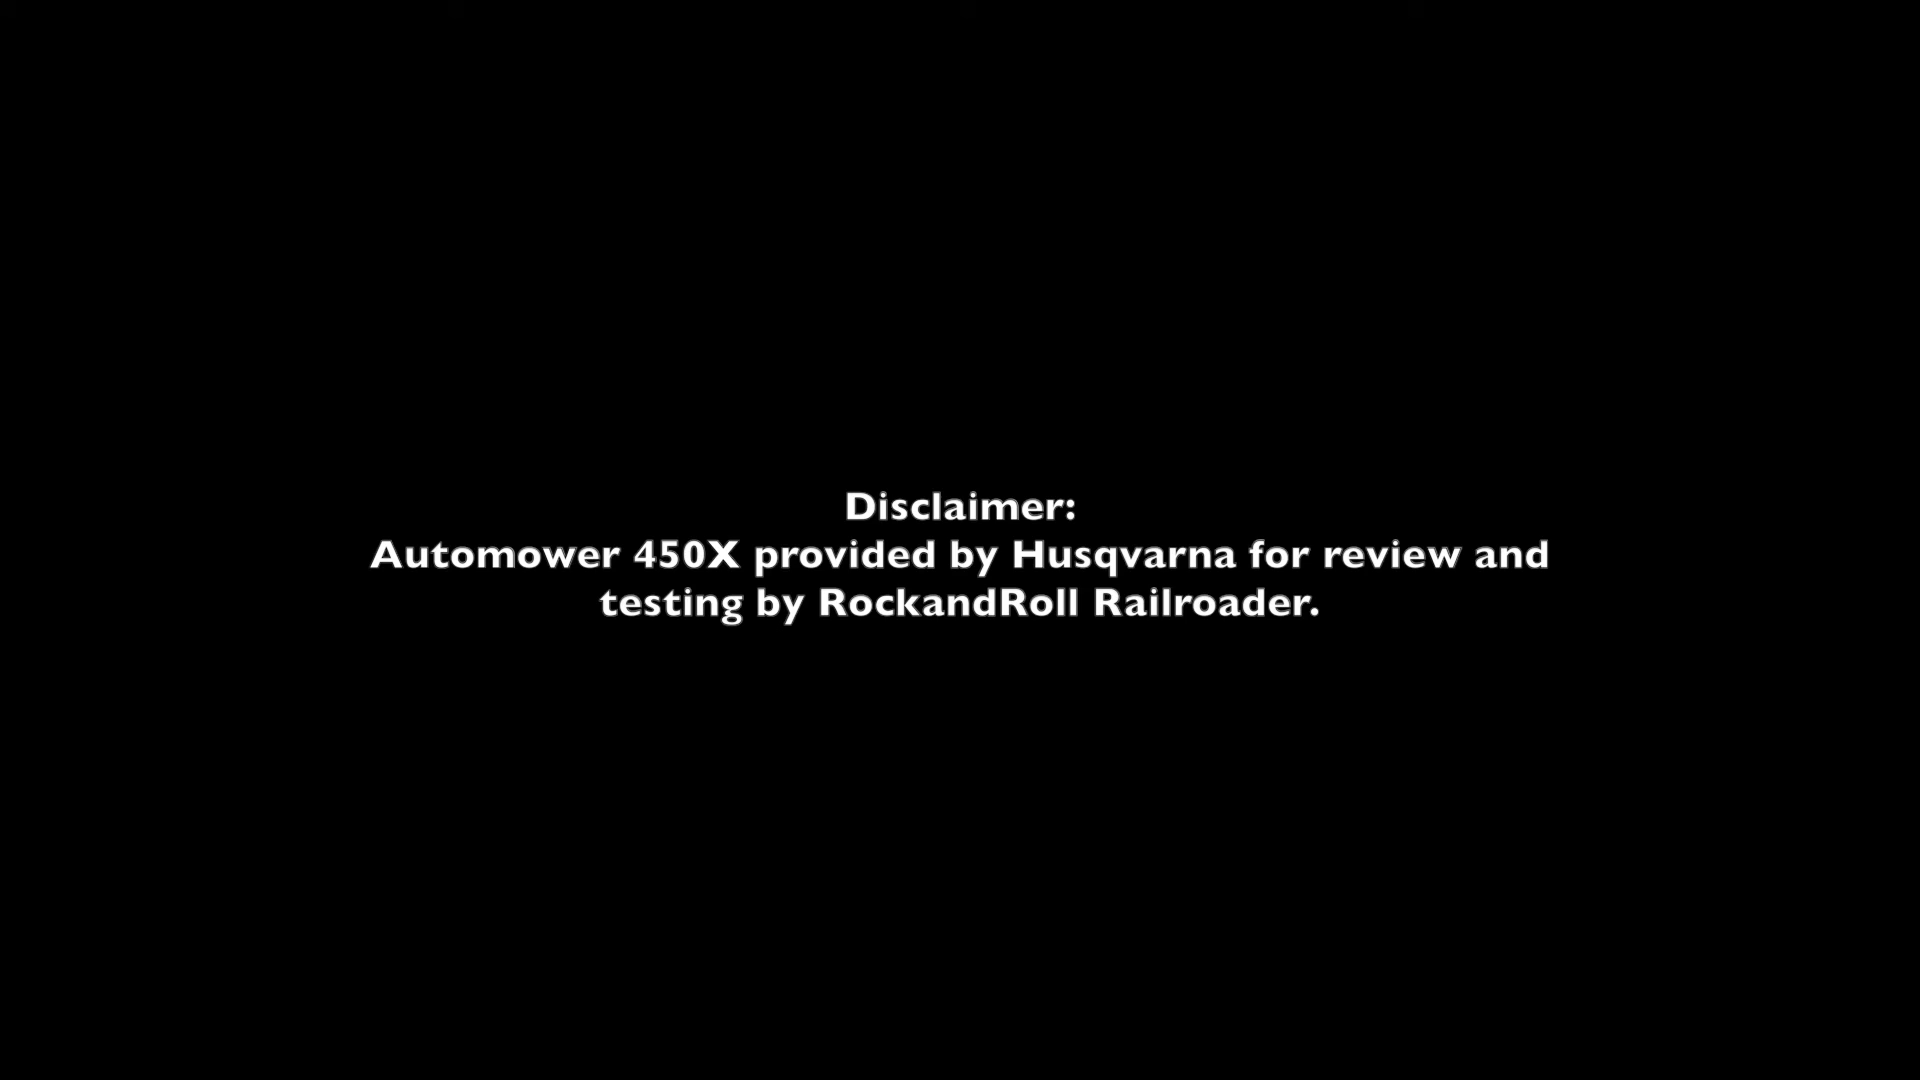 Disclaimer:
Automower 450X provided by Husqvarna for review and
testing by RockandRoll Railroader.